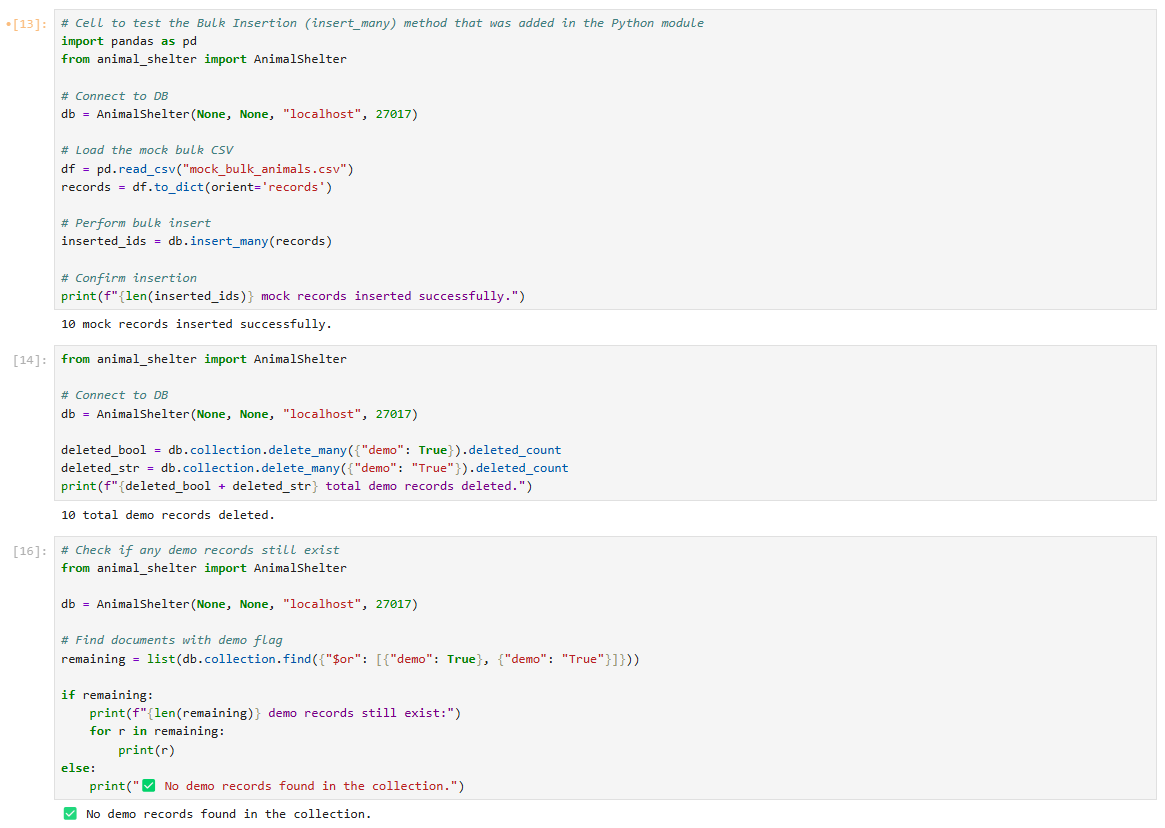 •[13]:
# Cell to test the Bulk Insertion (insert_many) method that was added in the Python module
import pandas as pd
from animal_shelter import AnimalShelter
# Connect to DB
db = AnimalShelter(None, None, "localhost", 27017)
# Load the mock bulk CSV
df = pd.read_csv("mock_bulk_animals.csv")
records = df.to_dict(orient='records')
# Perform bulk insert
inserted_ids = db.insert_many(records)
# Confirm insertion
print(f"{len(inserted_ids)} mock records inserted successfully.")
10 mock records inserted successfully.
[14]:
from animal_shelter import AnimalShelter
# Connect to DB
db = AnimalShelter(None, None, "localhost", 27017)
deleted_bool = db.collection.delete_many({"demo": True}).deleted_count
deleted_str = db.collection.delete_many({"demo": "True"}).deleted_count
print(f"{deleted_bool + deleted_str} total demo records deleted.")
10 total demo records deleted.
[16]:
# Check if any demo records still exist
from animal_shelter import AnimalShelter
db = AnimalShelter(None, None, "localhost", 27017)
# Find documents with demo flag
remaining = list(db.collection.find({"$or": [{"demo": True}, {"demo": "True"}]}))
if remaining:
    print(f"{len(remaining)} demo records still exist:")
    for r in remaining:
        print(r)
else:
    print("✅ No demo records found in the collection.")
✅ No demo records found in the collection.